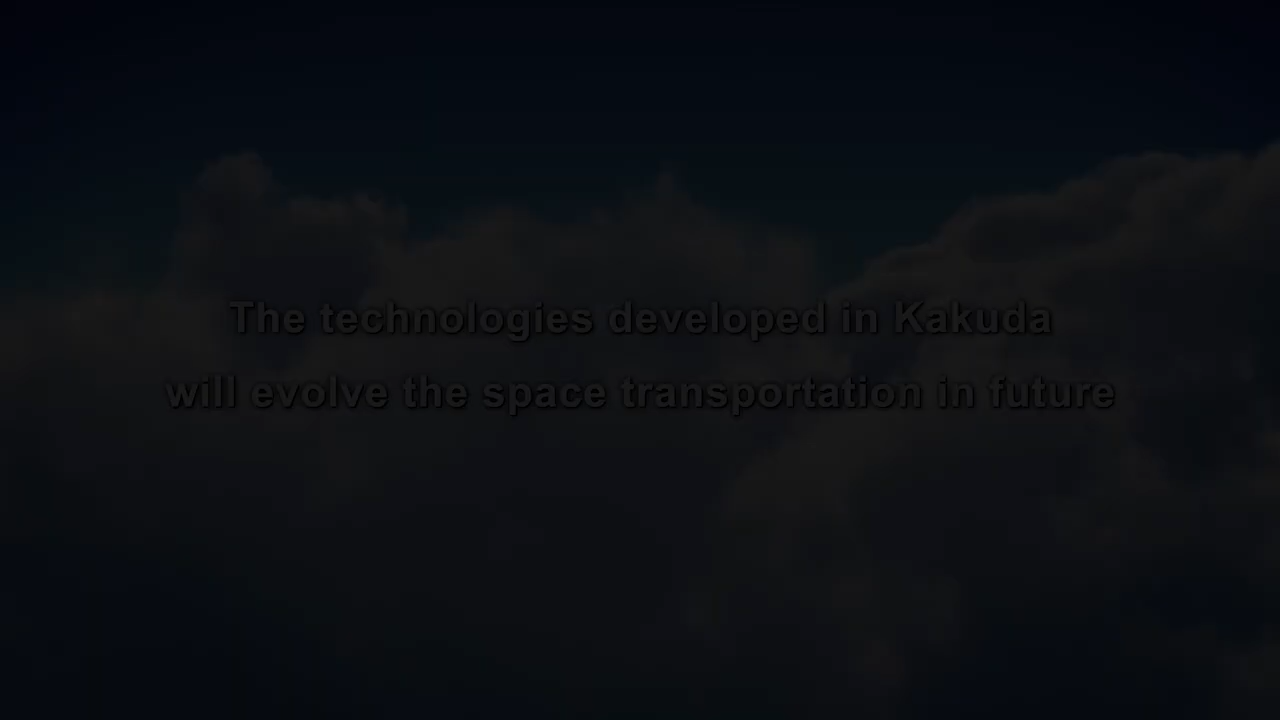 The technologies developed in Kakuda
will evolve the space transportation in future